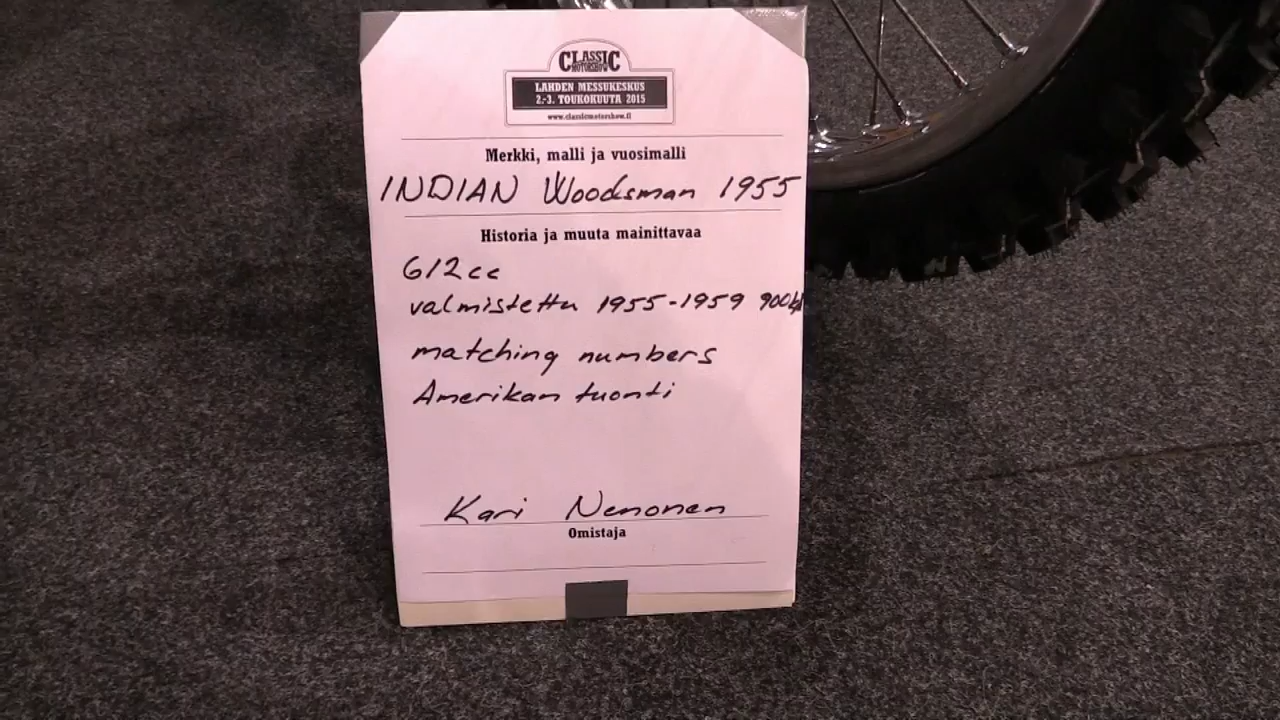 CLASSIC
MOTORSHOW
LAHDEN MESSUKESKUS
2.-3. TOUKOKUUTA 2015
www.classicmotorshow.fi
Merkki, malli ja vuosimalli
INDIAN Woodsman 1955
Historia ja muuta mainittavaa
612cc
valmistettu 1955-1959 900kpl
matching numbers
Amerikan tuonti
Kari Nenonen
Omistaja